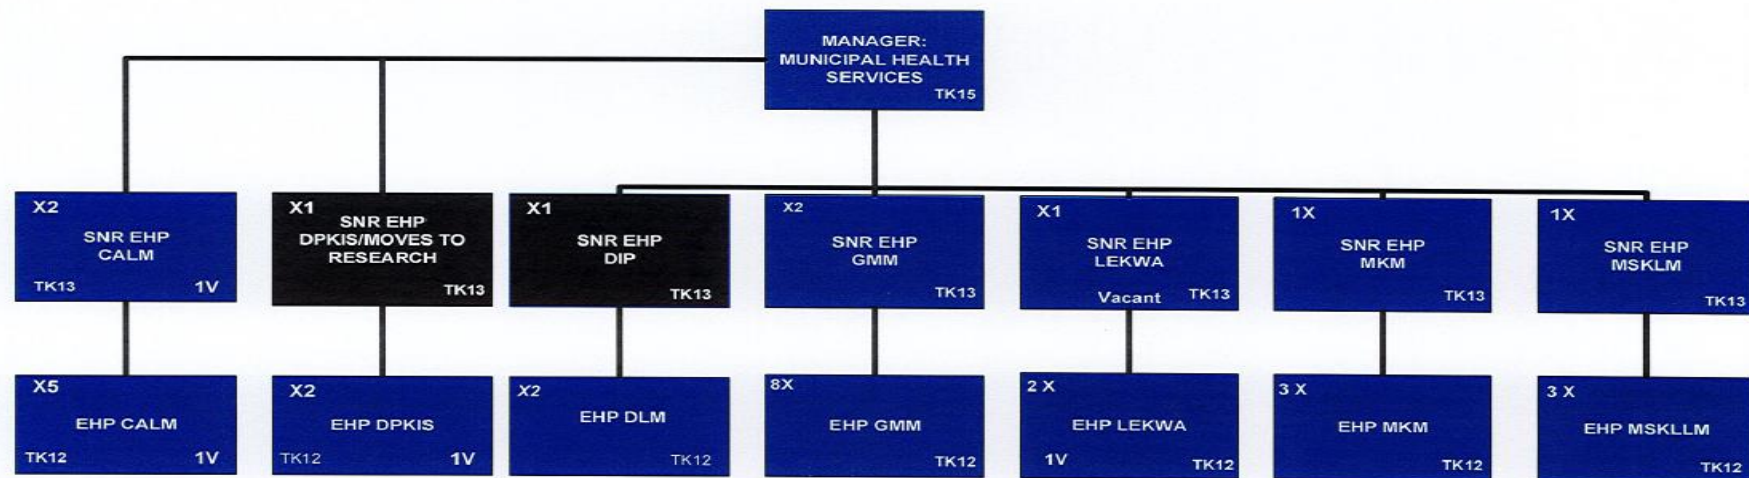 MANAGER:
MUNICIPAL HEALTH
SERVICES
TK15
X2
SNR EHP
CALM
TK13 1V
X1
SNR EHP
DPKIS/MOVES TO
RESEARCH
TK13
X1
SNR EHP
DIP
TK13
X2
SNR EHP
GMM
TK13
X1
SNR EHP
LEKWA
Vacant TK13
1X
SNR EHP
MKM
TK13
1X
SNR EHP
MSKLM
TK13
X5
EHP CALM
TK12 1V
X2
EHP DPKIS
TK12 1V
X2
EHP DLM
TK12
8X
EHP GMM
TK12
2 X
EHP LEKWA
1V TK12
3 X
EHP MKM
TK12
3 X
EHP MSKLLM
TK12